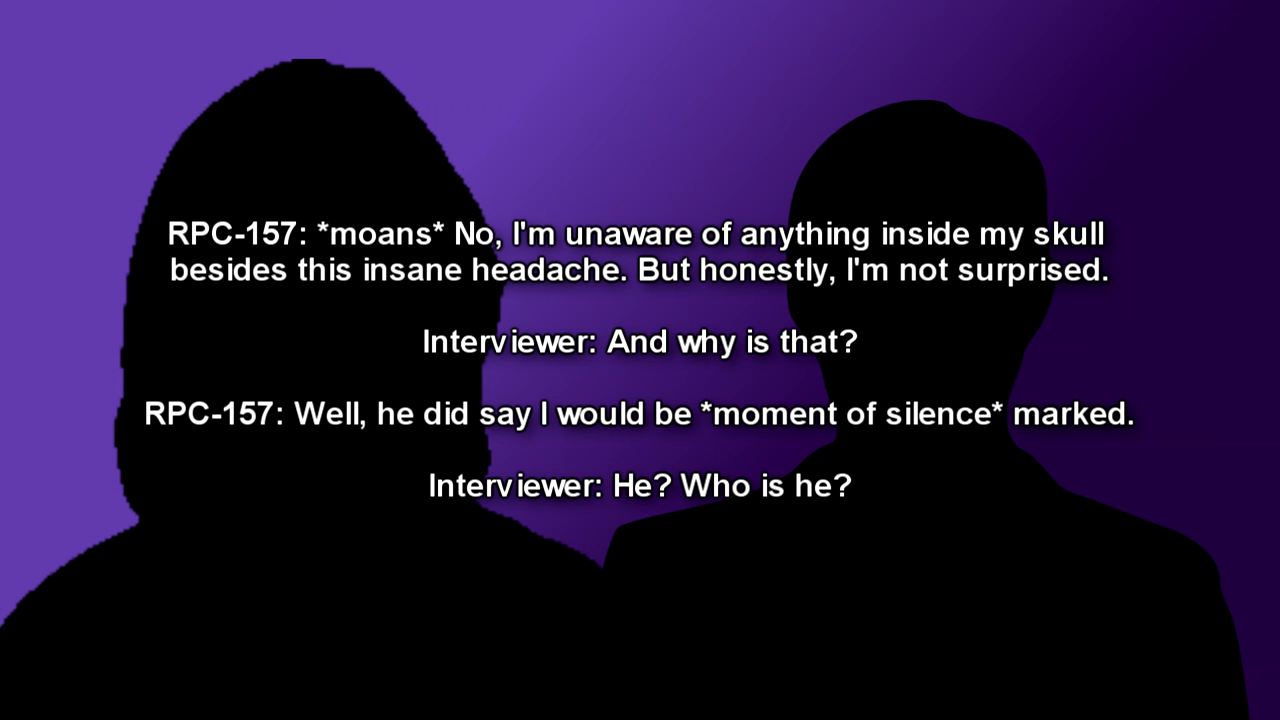 RPC-157: *moans* No, I'm unaware of anything inside my skull
besides this insane headache. But honestly, I'm not surprised.
Interviewer: And why is that?
RPC-157: Well, he did say I would be *moment of silence* marked.
Interviewer: He? Who is he?